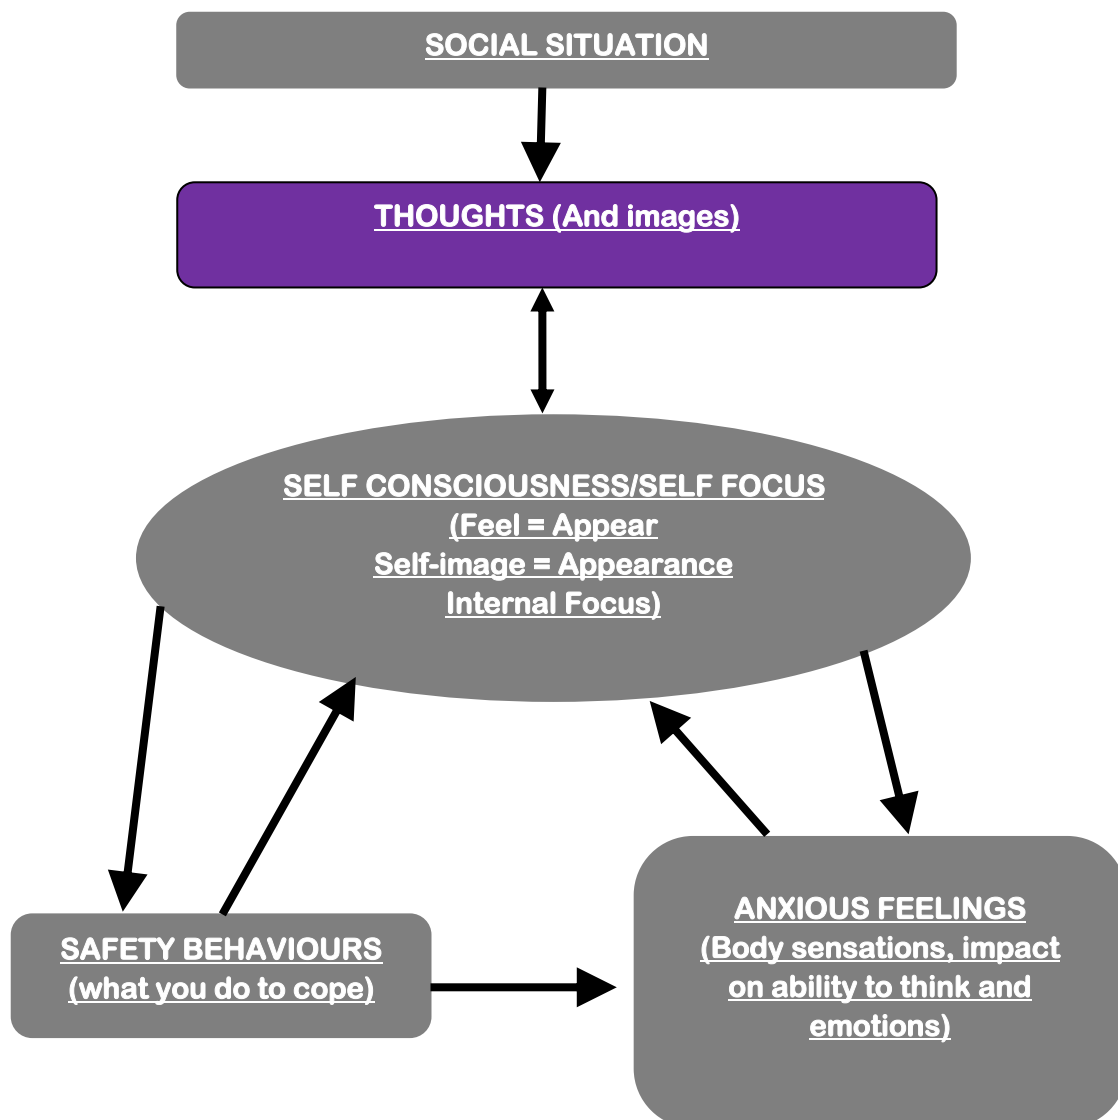 SOCIAL SITUATION
THOUGHTS (And images)
SELF CONSCIOUSNESS/SELF FOCUS
(Feel = Appear
Self-image = Appearance
Internal Focus)
SAFETY BEHAVIOURS
(what you do to cope)
ANXIOUS FEELINGS
(Body sensations, impact
on ability to think and
emotions)